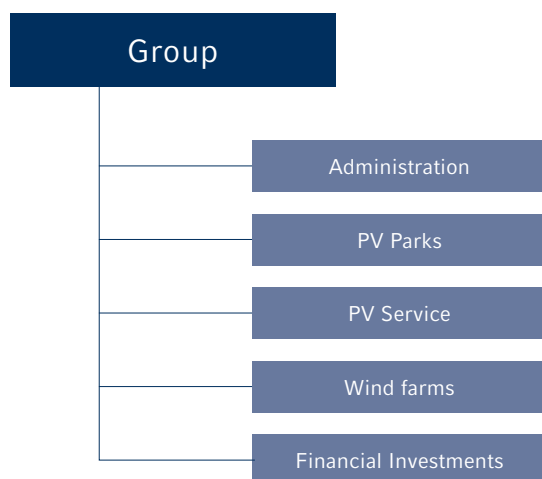 Group
Administration
PV Parks
PV Service
Wind farms
Financial Investments